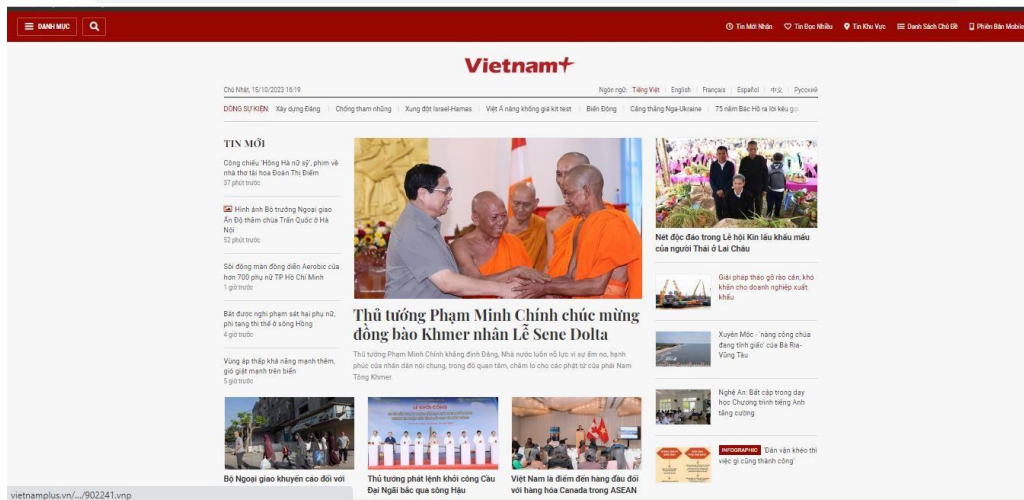 DANH MỤC
Tin Mới Nhận
Tin Đọc Nhiều
Tin Khu Vực
Danh Sách Chủ Đề
Phiên Bản Mobile
Vietnam+
Chủ Nhật, 15/10/2023 16:19
Ngôn ngữ: Tiếng Việt English Français Español 中文 Русский
DÒNG SỰ KIỆN: Xây dựng Đảng Chống tham nhũng Xung đột Israel-Hamas Việt Á nâng khống giá kit test Biển Đông Căng thẳng Nga-Ukraine 75 năm Bác Hồ ra lời kêu gọi
TIN MỚI
Công chiếu 'Hồng Hà nữ sỹ', phim về
nhà thơ tài hoa Đoàn Thị Điểm
37 phút trước
Hình ảnh Bộ trưởng Ngoại giao
Ấn Độ thăm chùa Trấn Quốc ở Hà
Nội
52 phút trước
Sôi động màn đồng diễn Aerobic của
hơn 700 phụ nữ TP Hồ Chí Minh
1 giờ trước
Bắt được nghi phạm sát hại phụ nữ,
phi tang thi thể ở sông Hồng
4 giờ trước
Vùng áp thấp khả năng mạnh thêm,
gió giật mạnh trên biển
5 giờ trước
Thủ tướng Phạm Minh Chính chúc mừng
đồng bào Khmer nhân Lễ Sene Dolta
Thủ tướng Phạm Minh Chính khẳng định Đảng, Nhà nước luôn nỗ lực vì sự ấm no, hạnh
phúc của nhân dân nói chung, trong đó quan tâm, chăm lo cho các phật tử của phái Nam
Tông Khmer.
Bộ Ngoại giao khuyến cáo đối với
LỄ KHỞI CÔNG
Thủ tướng phát lệnh khởi công Cầu
Đại Ngãi bắc qua sông Hậu
Việt Nam là điểm đến hàng đầu đối
với hàng hóa Canada trong ASEAN
Nét độc đáo trong Lễ hội Kin lẩu khẩu mẩu
của người Thái ở Lai Châu
Giải pháp tháo gỡ rào cản, khó
khăn cho doanh nghiệp xuất
khẩu
Xuyên Mộc - 'nàng công chúa
đang tỉnh giấc' của Bà Rịa-
Vũng Tàu
Nghệ An: Bất cập trong dạy
học Chương trình tiếng Anh
tăng cường
INFOGRAPHIC 'Dân vận khéo thì
việc gì cũng thành công'
vietnamplus.vn/.../902241.vnp